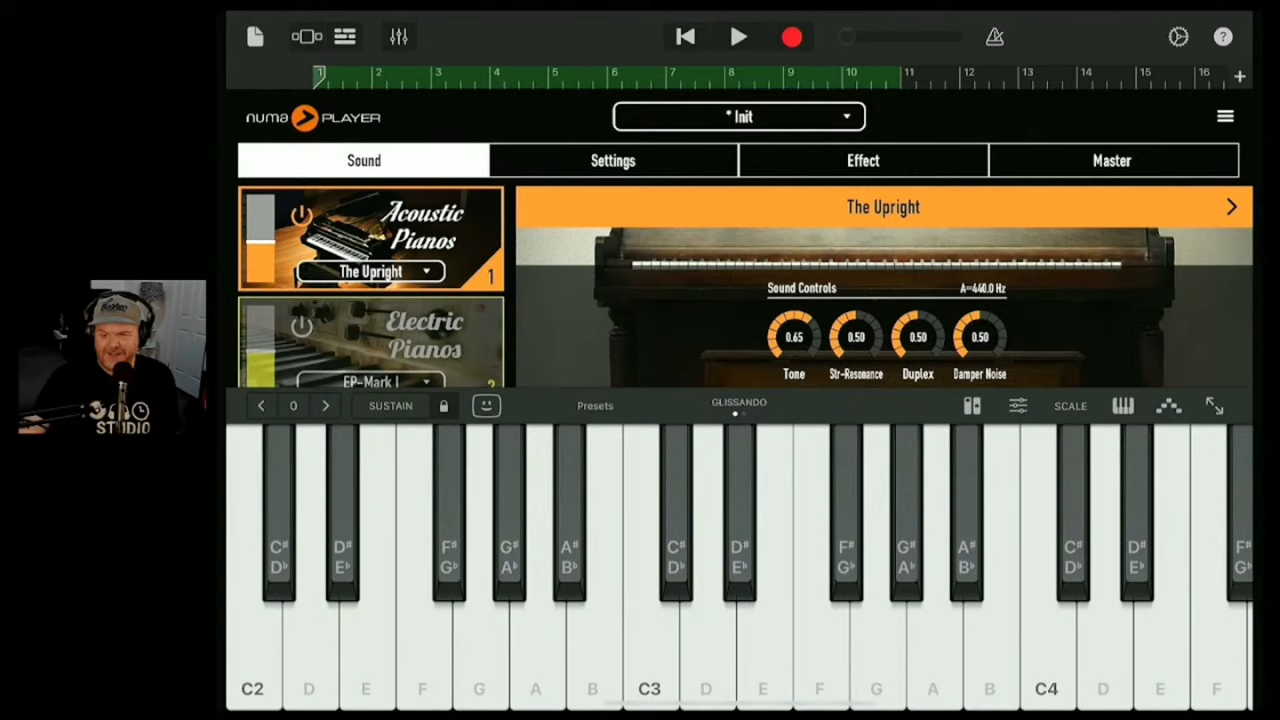 1 2 3 4 5 6 7 8 9 10 11 12 13 14 15 16 +
numa PLAYER
* Init
Sound Settings Effect Master
Acoustic
Pianos
The Upright
1
The Upright
Sound Controls A=440.0 Hz
0.65 0.50 0.50 0.50
Tone Str-Resonance Duplex Damper Noise
Electric
Pianos
EP-Mark I
2
0 SUSTAIN Presets GLISSANDO SCALE
C# D# F# G# A# C# D# F# G# A# C# D# F#
D♭ E♭ G♭ A♭ B♭ D♭ E♭ G♭ A♭ B♭ D♭ E♭ G♭
C2 D E F G A B C3 D E F G A B C4 D E F
STUDIO